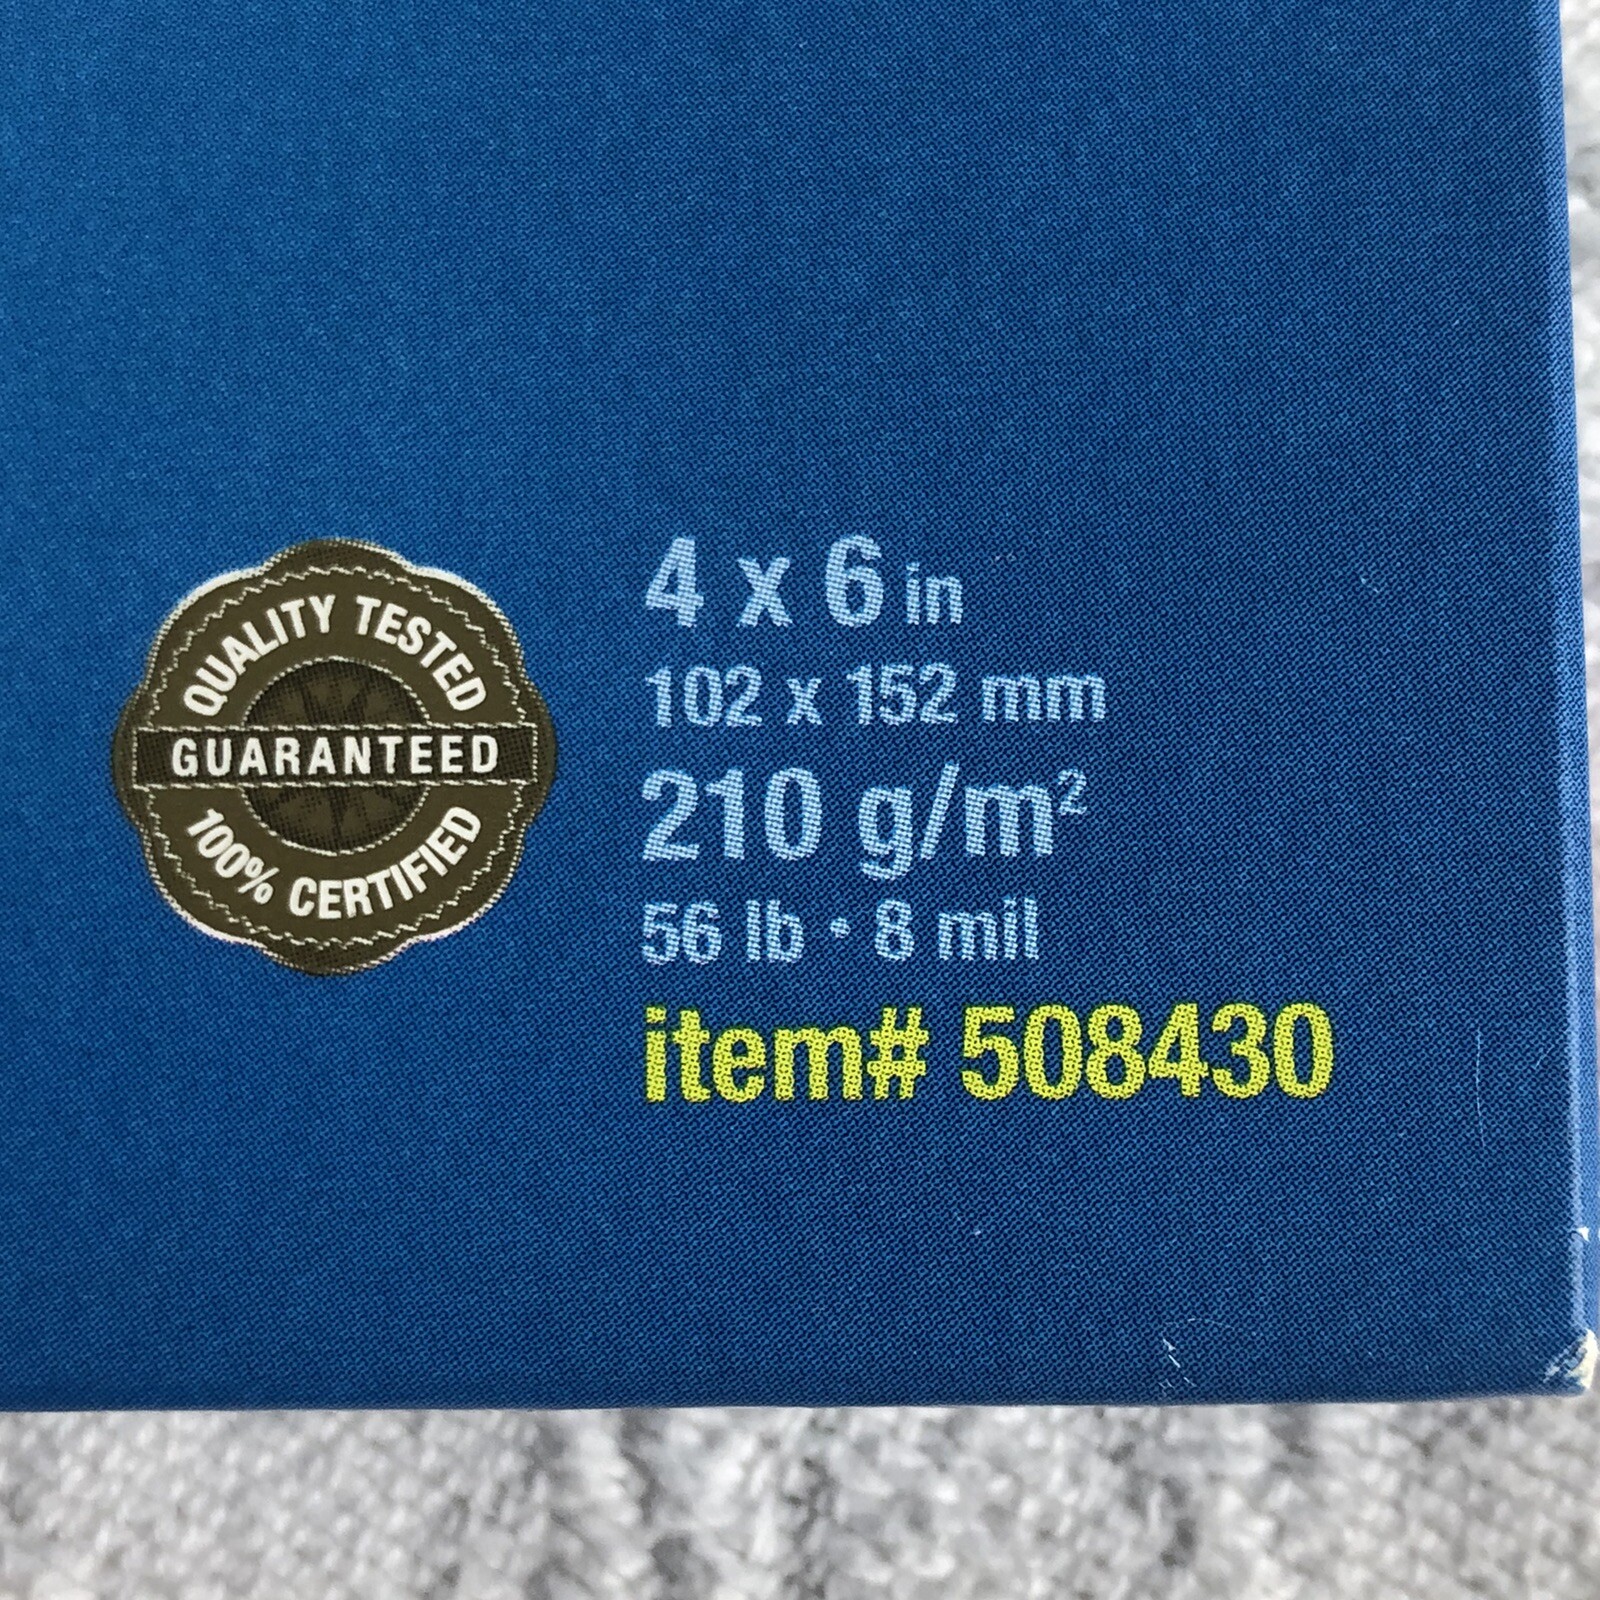 QUALITY TESTED
GUARANTEED
100% CERTIFIED
4 x 6 in
102 x 152 mm
210 g/m²
56 lb • 8 mil
item# 508430